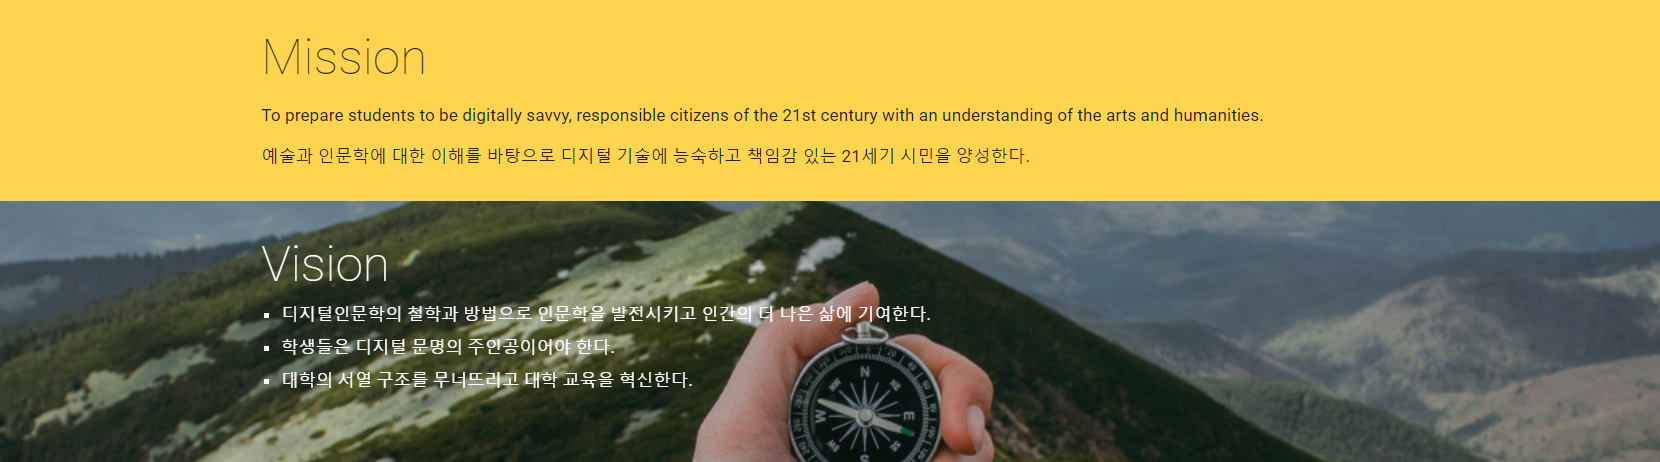 Mission
To prepare students to be digitally savvy, responsible citizens of the 21st century with an understanding of the arts and humanities.
예술과 인문학에 대한 이해를 바탕으로 디지털 기술에 능숙하고 책임감 있는 21세기 시민을 양성한다.
Vision
디지털인문학의 철학과 방법으로 인문학을 발전시키고 인간의 더 나은 삶에 기여한다.
학생들은 디지털 문명의 주인공이어야 한다.
대학의 서열 구조를 무너뜨리고 대학 교육을 혁신한다.
N
NW
NE
W
E
SW
SE
S